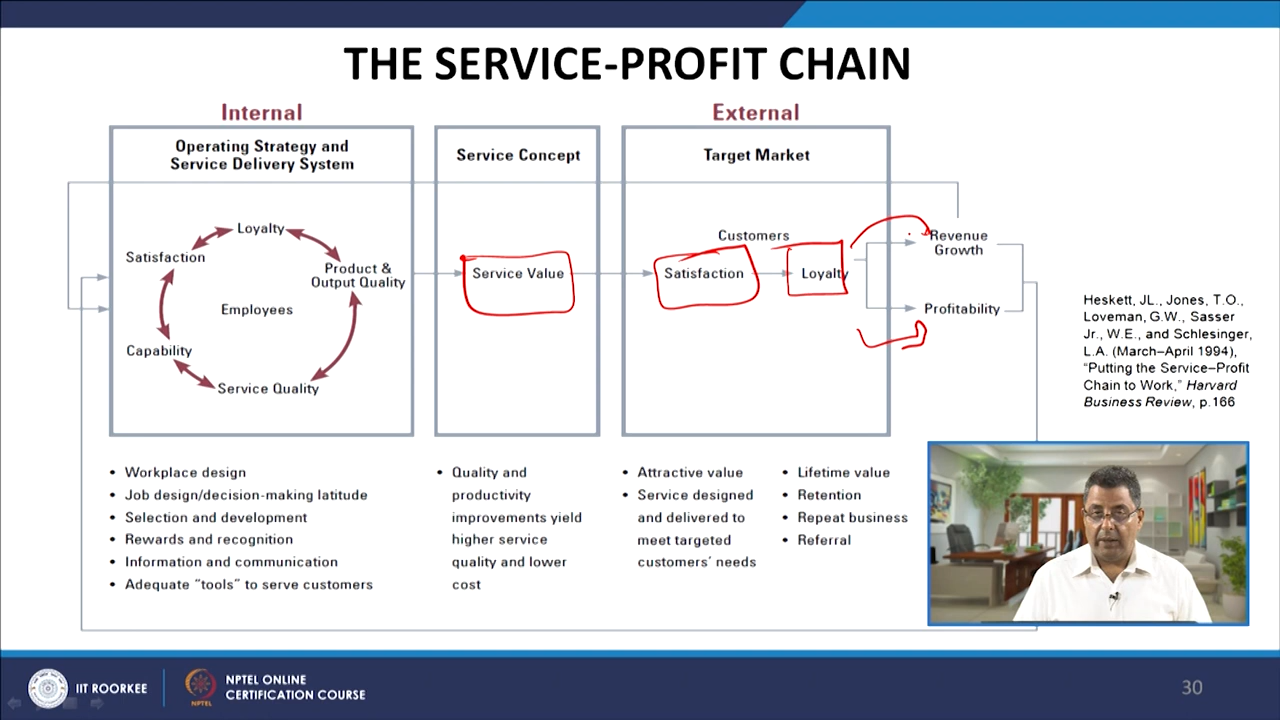 THE SERVICE-PROFIT CHAIN
Internal
External
Operating Strategy and
Service Delivery System
Service Concept
Target Market
Loyalty
Satisfaction
Product &
Output Quality
Employees
Capability
Service Quality
Service Value
Customers
Satisfaction
Loyalty
Revenue
Growth
Profitability
Heskett, JL., Jones, T.O.,
Loveman, G.W., Sasser
Jr., W.E., and Schlesinger,
L.A. (March–April 1994),
“Putting the Service–Profit
Chain to Work,” Harvard
Business Review, p.166
• Workplace design
• Job design/decision-making latitude
• Selection and development
• Rewards and recognition
• Information and communication
• Adequate “tools” to serve customers
• Quality and
productivity
improvements yield
higher service
quality and lower
cost
• Attractive value
• Service designed
and delivered to
meet targeted
customers’ needs
• Lifetime value
• Retention
• Repeat business
• Referral
IIT ROORKEE
NPTEL
NPTEL ONLINE
CERTIFICATION COURSE
30